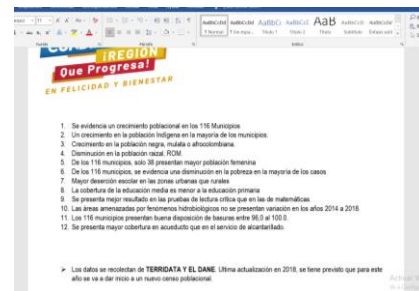 AaBbCcDd AaBbCcDd AaBbCc AaBbCc AaB AaBbCcD AaBbCcDd
¡REGIÓN
Que Progresa!
EN FELICIDAD Y BIENESTAR
1. Se evidencia un crecimiento poblacional en los 116 Municipios
2. Un crecimiento en la población Indígena en la mayoría de los municipios.
3. Crecimiento en la población negra, mulata o afrocolombiana.
4. Disminución en la población raizal, ROM
5. De los 116 municipios, solo 38 presentan mayor población femenina
6. De los 116 municipios, se evidencia una disminución en la pobreza en la mayoría de los casos
7. Mayor deserción escolar en las zonas urbanas que rurales
8. La cobertura de la educación media es menor a la educación primaria
9. Se presenta mejor resultado en las pruebas de lectura crítica que en las de matemáticas
10. Las áreas amenazadas por fenómenos hidrobiológicos no se presentan variación en los años 2014 a 2018.
11. Los 116 municipios presentan buena disposición de basuras entre 96,0 al 100.0.
12. Se presenta mayor cobertura en acueducto que en el servicio de alcantarillado.
➢ Los datos se recolectan de TERRIDATA Y EL DANE. Ultima actualización en 2018, se tiene previsto que para este
año se va a dar inicio a un nuevo censo poblacional.